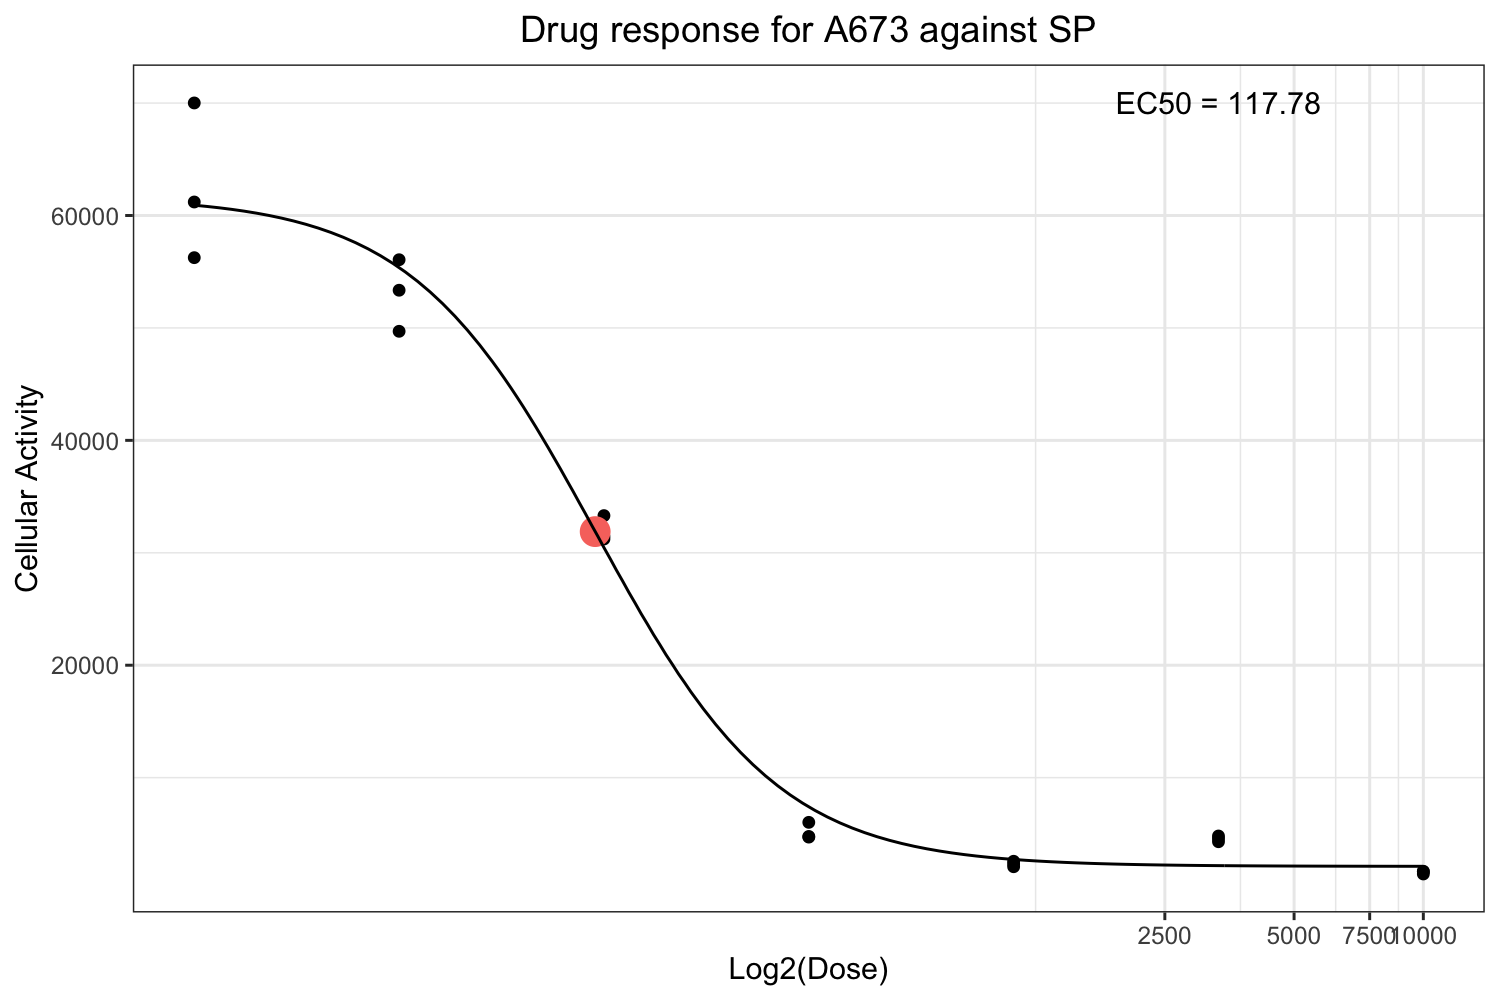 Drug response for A673 against SP
EC50 = 117.78
60000
40000
20000
Cellular Activity
2500 5000 7500 10000
Log2(Dose)